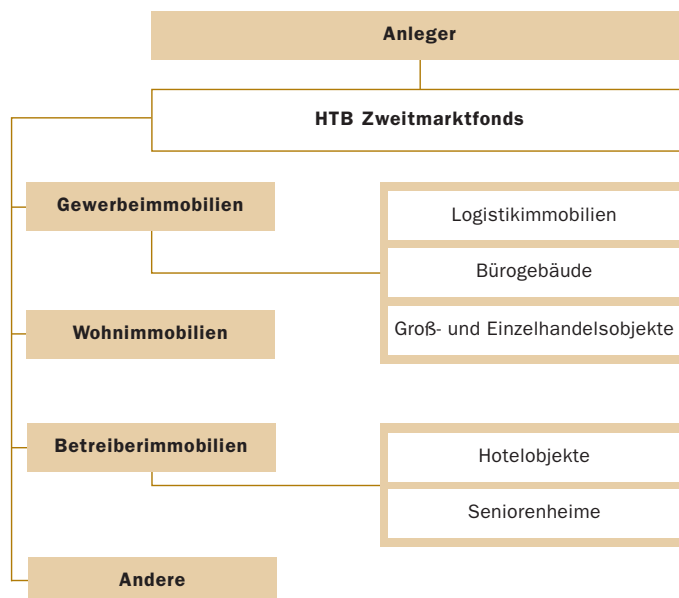 Anleger
HTB Zweitmarktfonds
Gewerbeimmobilien
Logistikimmobilien
Bürogebäude
Groß- und Einzelhandelsobjekte
Wohnimmobilien
Betreiberimmobilien
Hotelobjekte
Seniorenheime
Andere